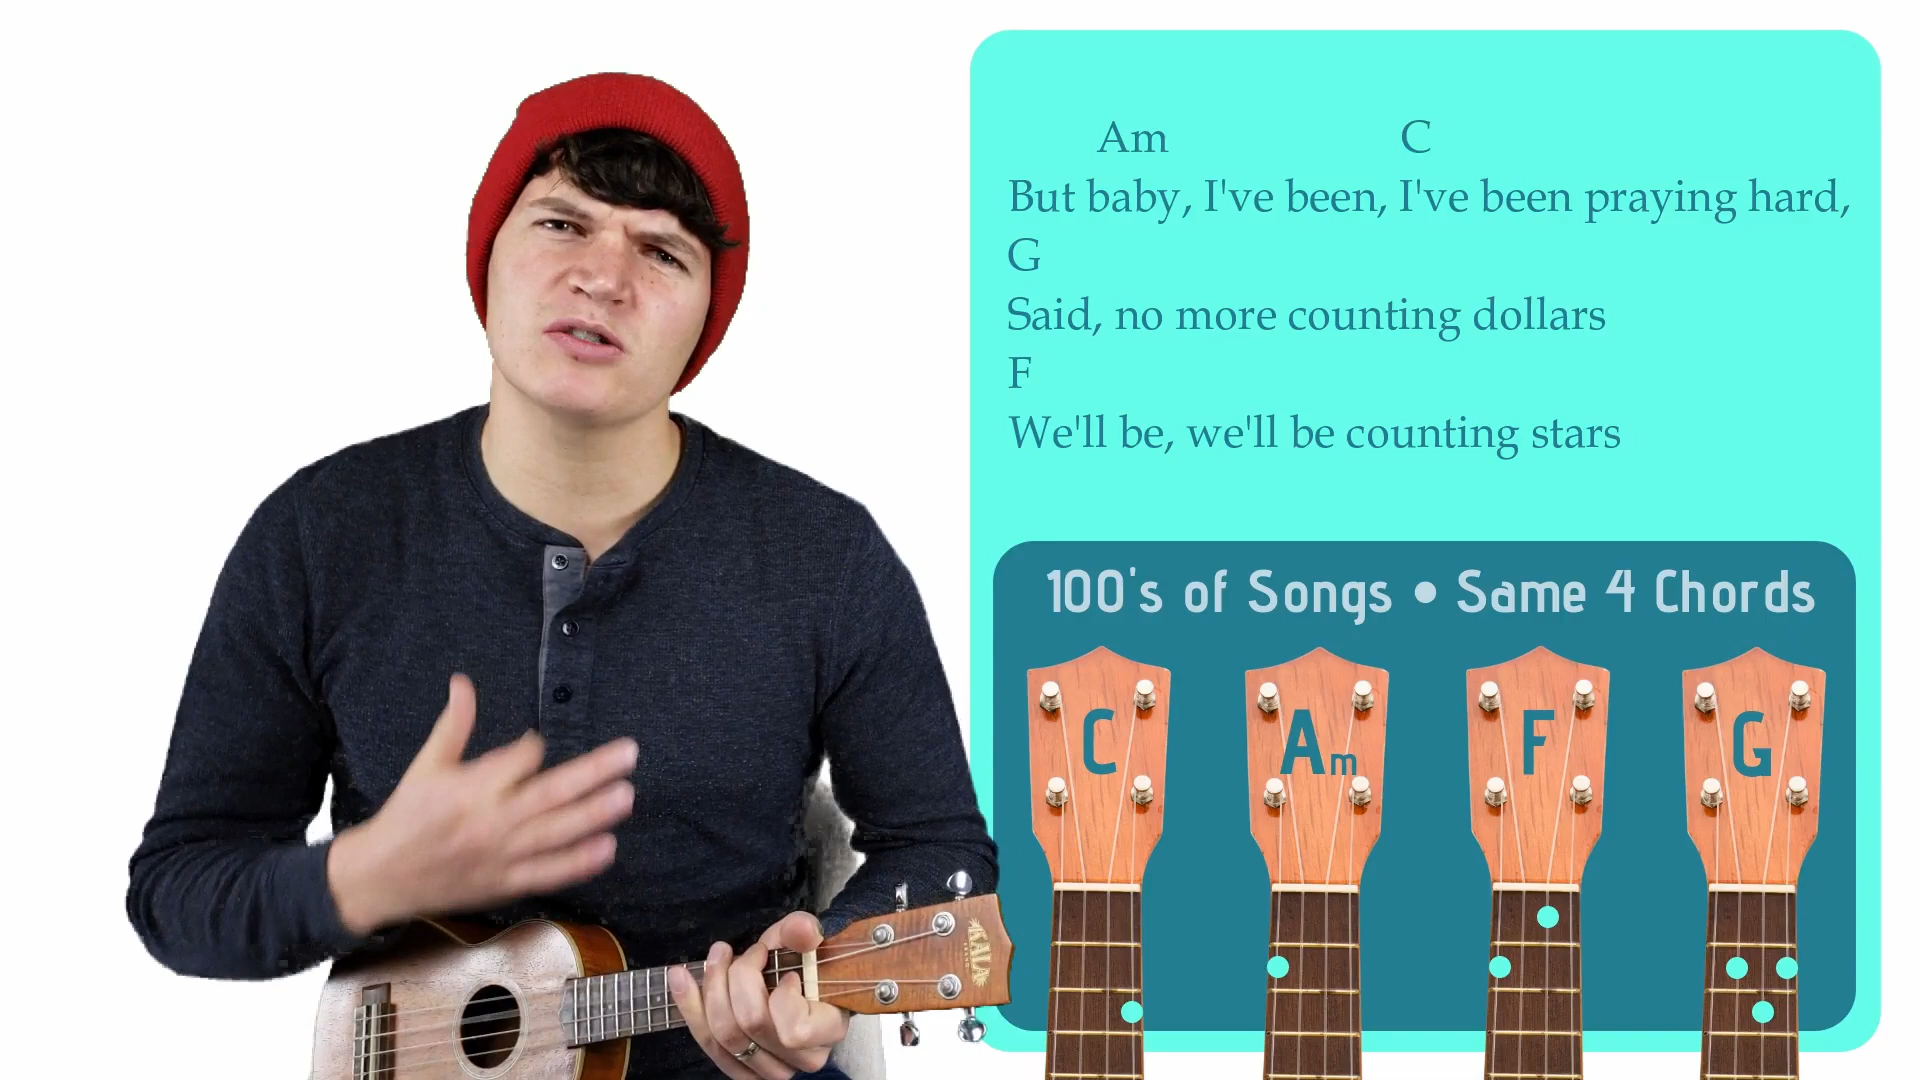 Am C
But baby, I've been, I've been praying hard,
G
Said, no more counting dollars
F
We'll be, we'll be counting stars
100's of Songs • Same 4 Chords
C Am F G
KALA